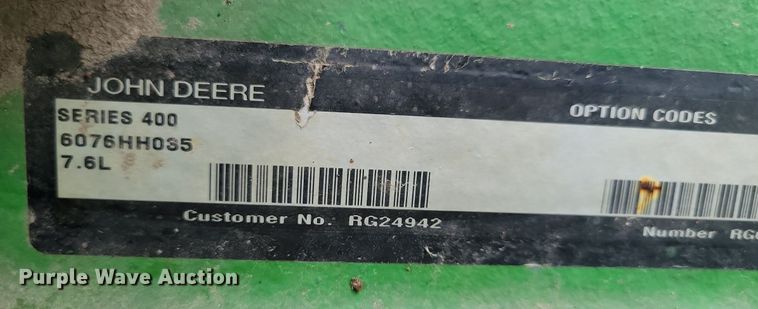 JOHN DEERE
OPTION CODES
SERIES 400
6076HH035
7.6L
Customer No. RG24942
Number
Purple Wave Auction